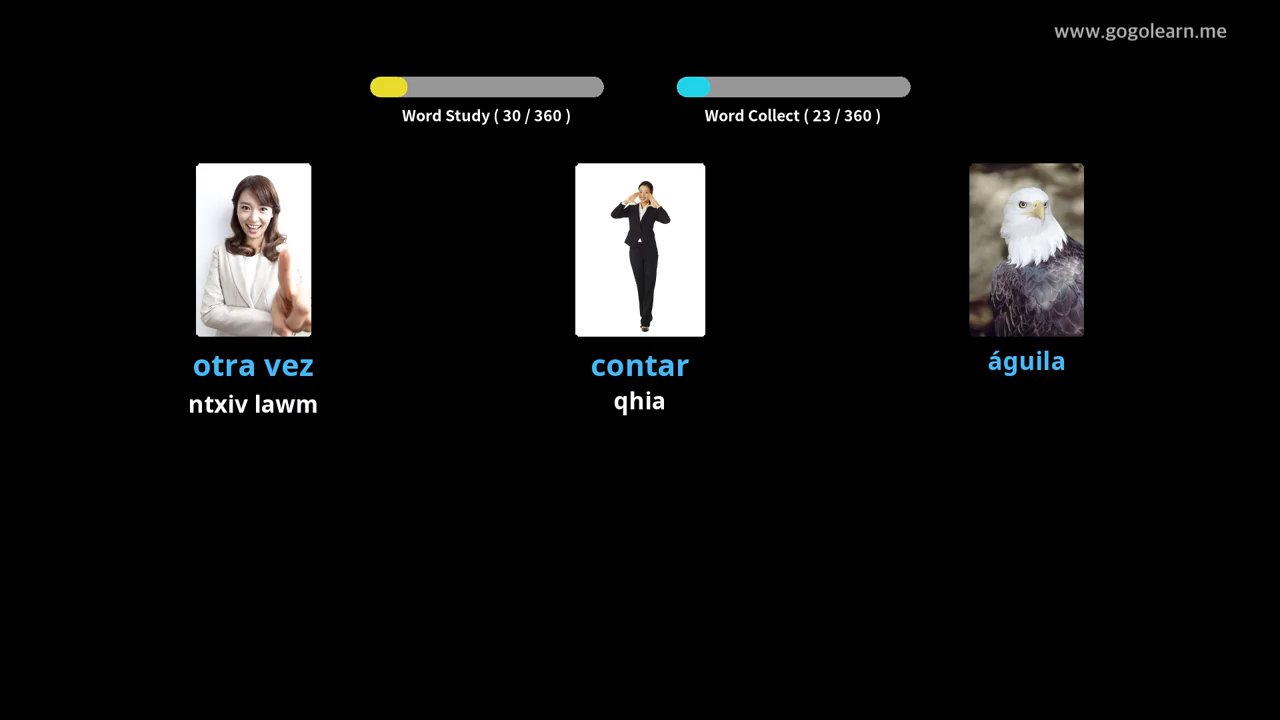 www.gogolearn.me
Word Study ( 30 / 360 )
Word Collect ( 23 / 360 )
otra vez
ntxiv lawm
contar
qhia
águila